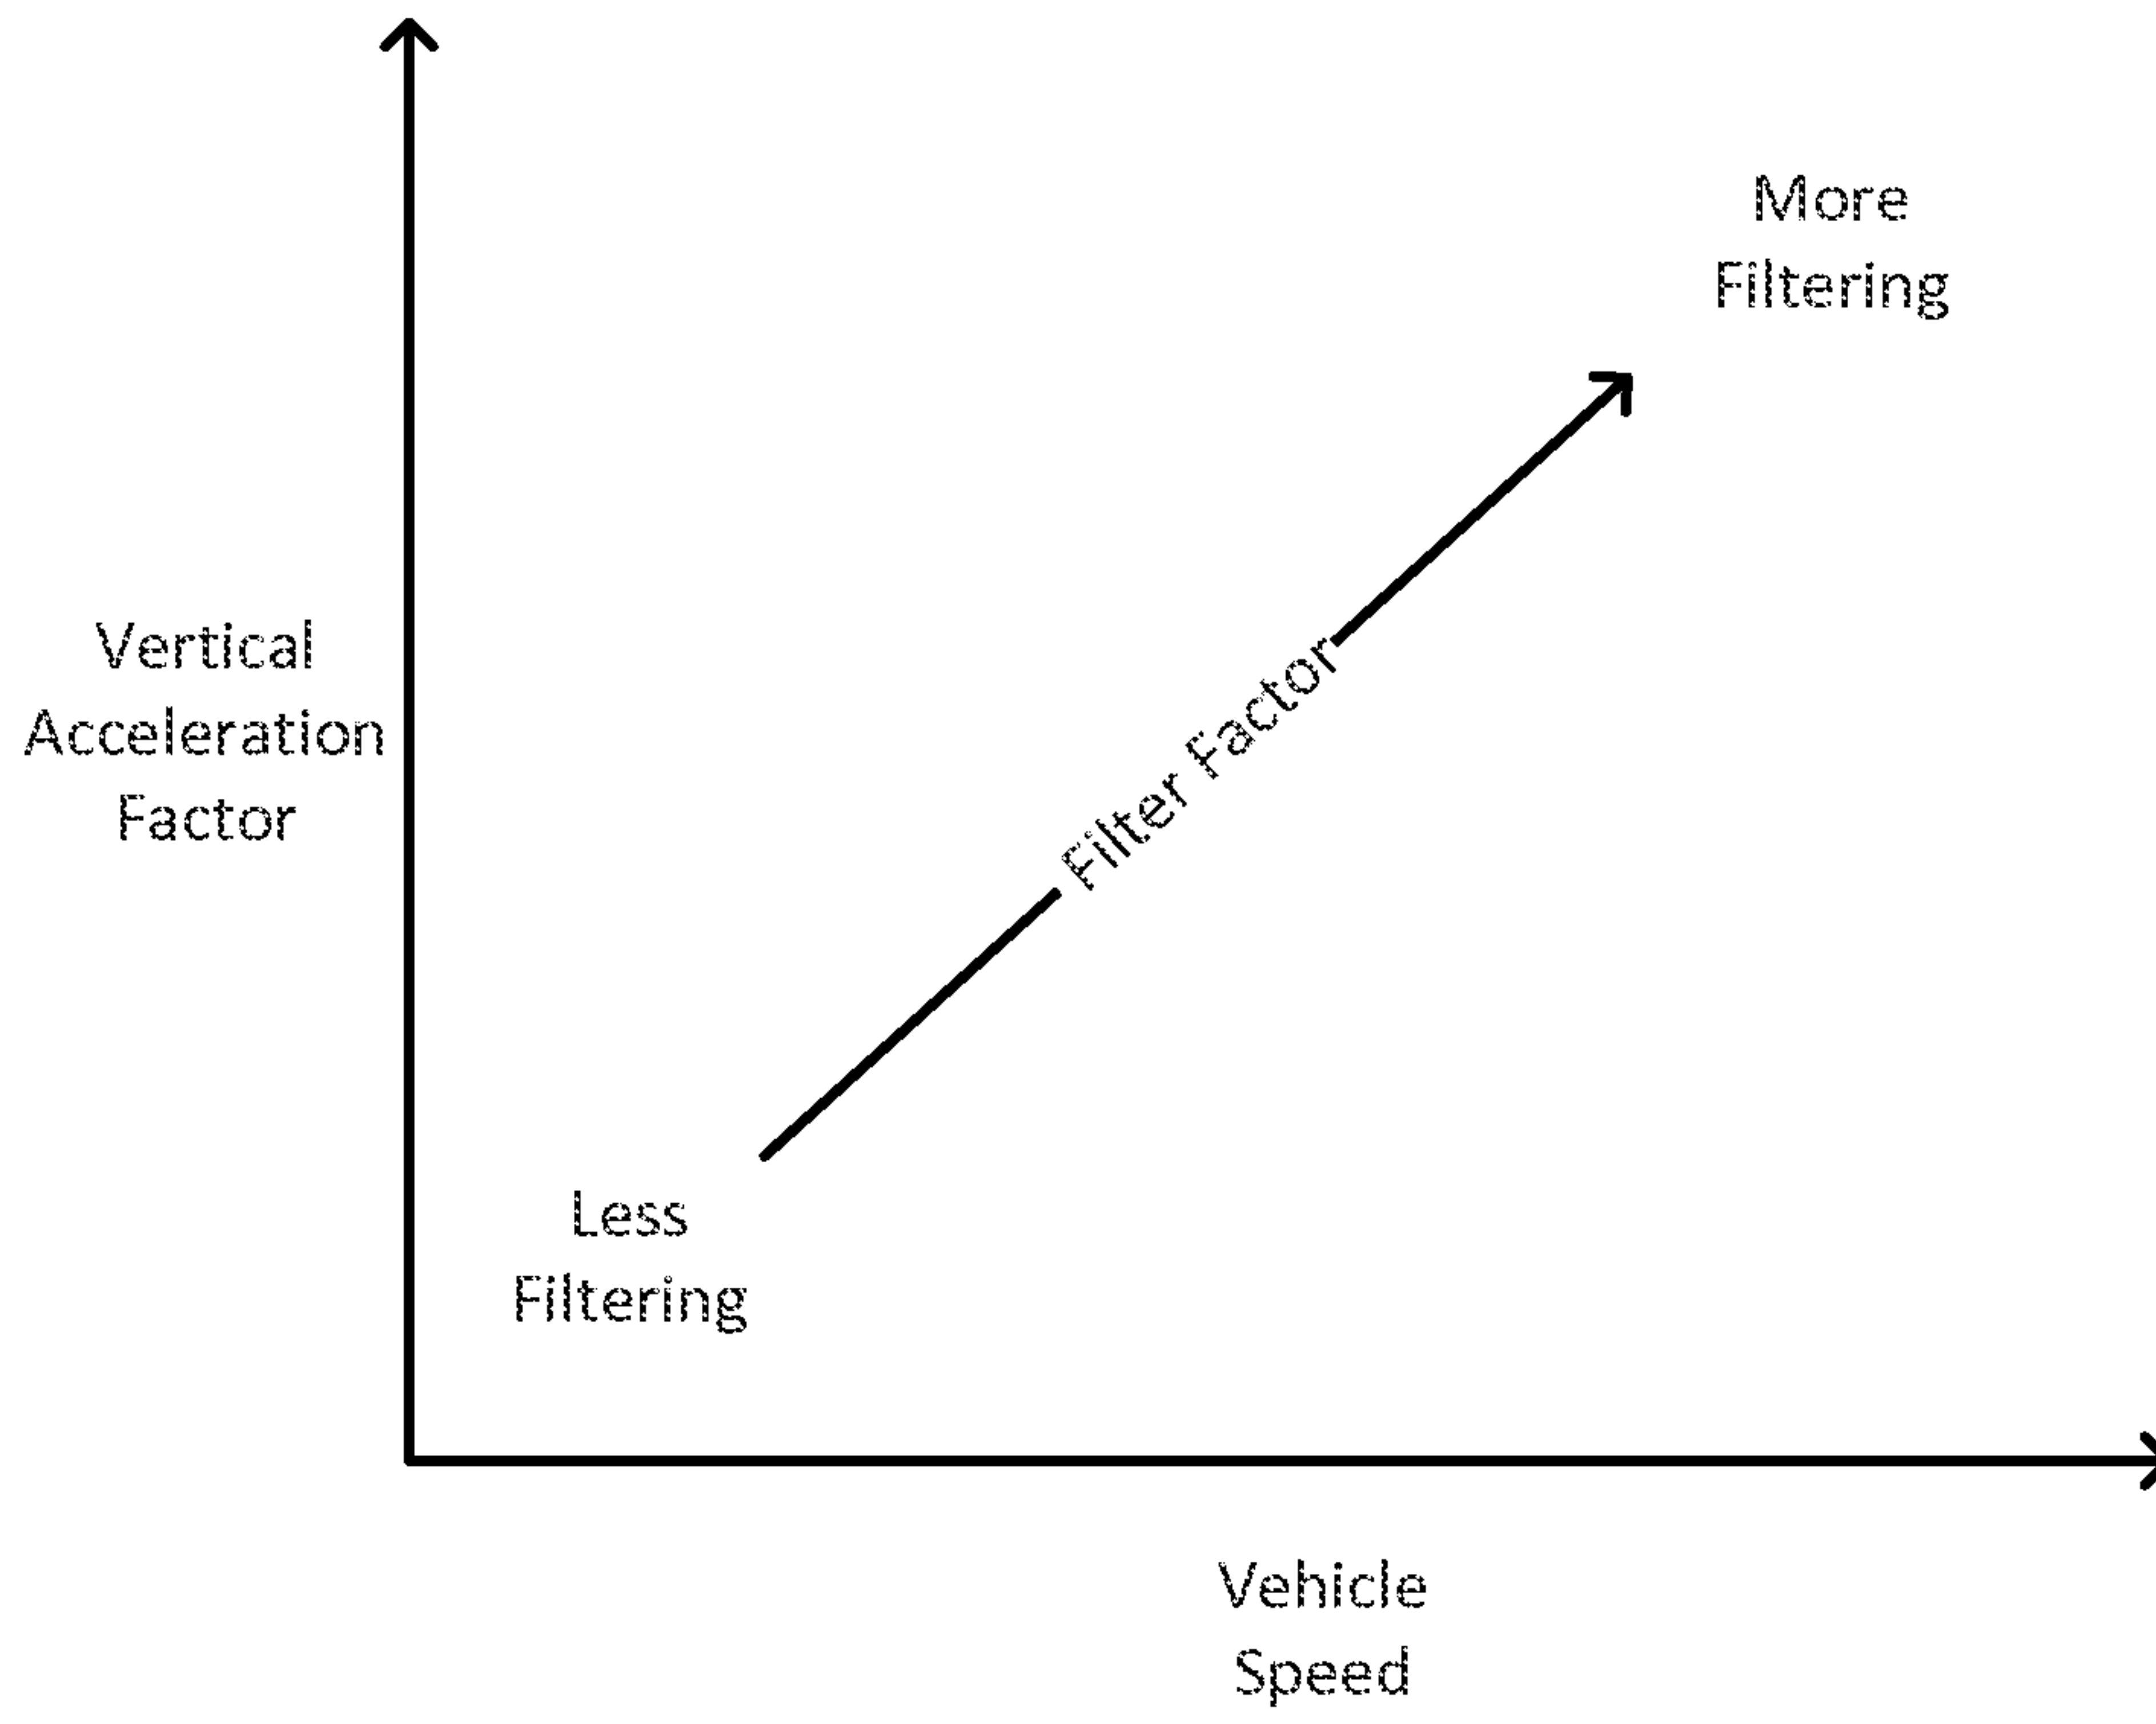 More
Filtering
Vertical
Acceleration
Factor
Filter Factor
Less
Filtering
Vehicle
Speed